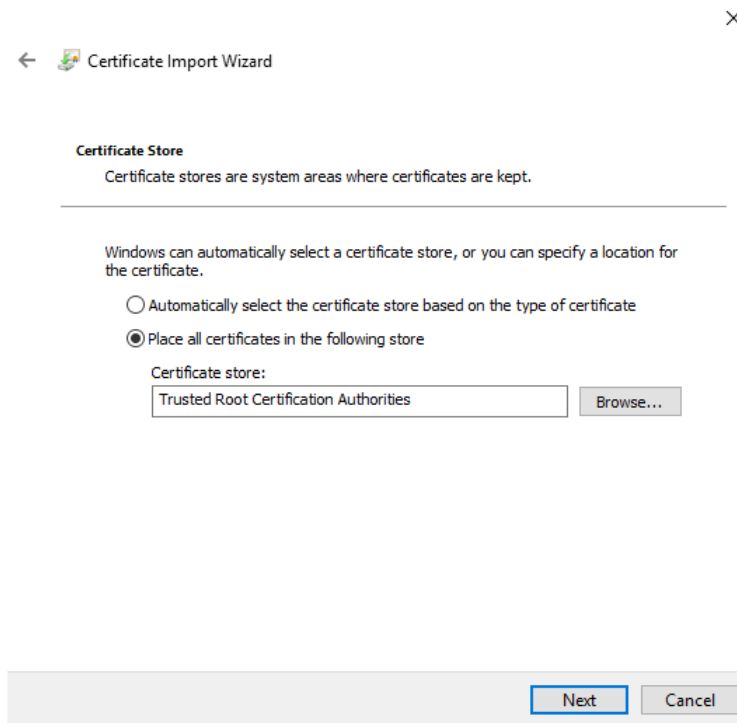 Certificate Import Wizard
Certificate Store
Certificate stores are system areas where certificates are kept.
Windows can automatically select a certificate store, or you can specify a location for
the certificate.
Automatically select the certificate store based on the type of certificate
Place all certificates in the following store
Certificate store:
Trusted Root Certification Authorities
Browse...
Next
Cancel